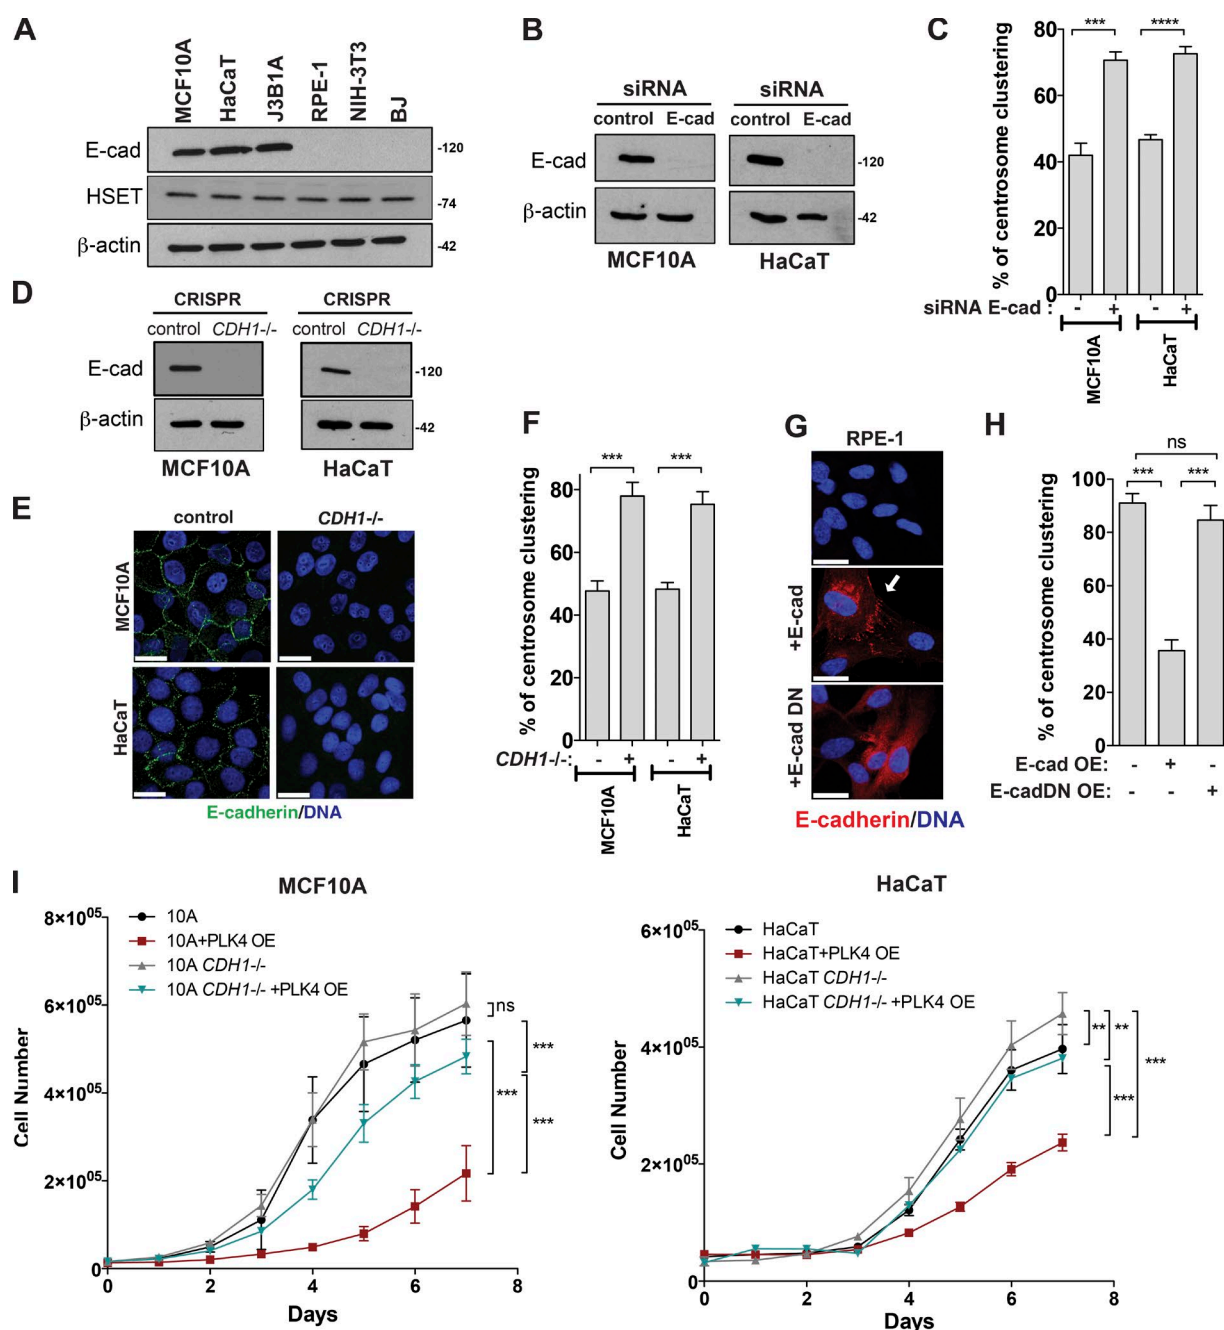 A
MCF10A
HaCaT
J3B1A
RPE-1
NIH-3T3
BJ
E-cad
-120
HSET
-74
β-actin
-42
B
siRNA
siRNA
control E-cad
control E-cad
E-cad
-120
β-actin
-42
MCF10A
HaCaT
C
% of centrosome clustering
80
60
40
20
0
***
****
siRNA E-cad : - + - +
MCF10A
HaCaT
D
CRISPR
CRISPR
control CDH1-/-
control CDH1-/-
E-cad
-120
β-actin
-42
MCF10A
HaCaT
E
control
CDH1-/-
MCF10A
HaCaT
E-cadherin/DNA
F
% of centrosome clustering
80
60
40
20
0
***
***
CDH1-/-: - + - +
MCF10A
HaCaT
G
RPE-1
+E-cad
+E-cad DN
E-cadherin/DNA
H
% of centrosome clustering
100
80
60
40
20
0
ns
***
***
E-cad OE: - + -
E-cadDN OE: - - +
I
MCF10A
10A
10A+PLK4 OE
10A CDH1-/-
10A CDH1-/- +PLK4 OE
Cell Number
8×10⁰⁵
6×10⁰⁵
4×10⁰⁵
2×10⁰⁵
0
0 2 4 6 8
Days
ns
***
***
***
HaCaT
HaCaT
HaCaT+PLK4 OE
HaCaT CDH1-/-
HaCaT CDH1-/- +PLK4 OE
Cell Number
6×10⁰⁵
4×10⁰⁵
2×10⁰⁵
0
0 2 4 6 8
Days
**
**
***
***